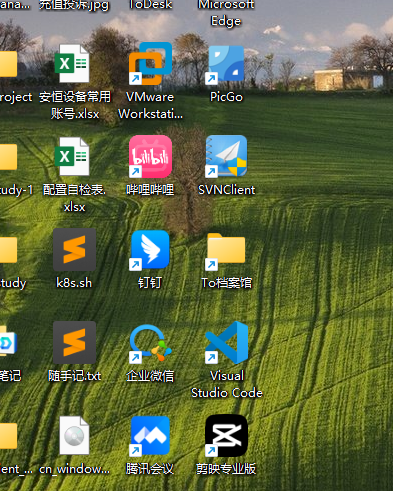 ana...
充值投诉.jpg
ToDesk
Microsoft
Edge
roject
安恒设备常用
账号.xlsx
VMware
Workstati...
PicGo
tudy-1
配置自检表.
xlsx
bilibili
哔哩哔哩
SVNClient
tudy
k8s.sh
钉钉
To档案馆
笔记
随手记.txt
企业微信
Visual
Studio Code
ent_...
cn_window...
腾讯会议
剪映专业版